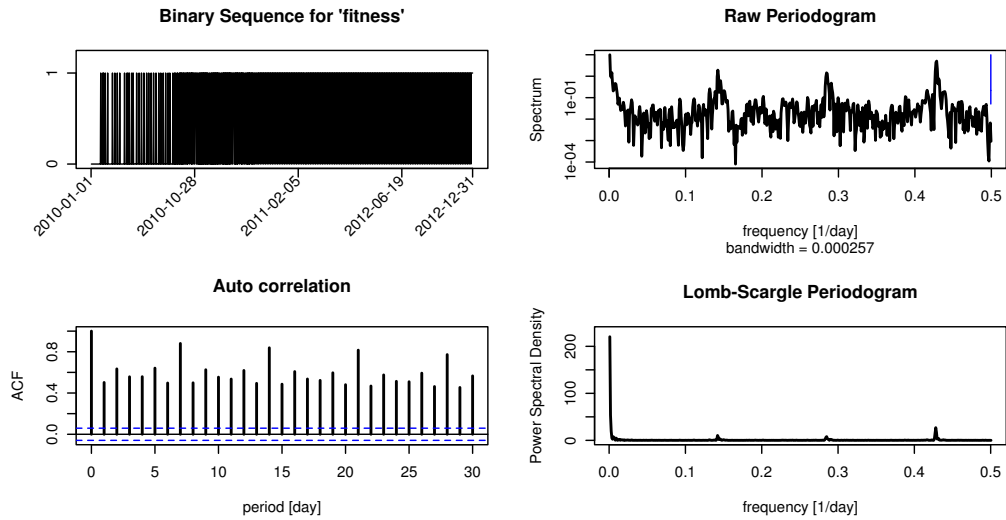 Binary Sequence for 'fitness'
1
0
2010-01-01
2010-10-28
2011-02-05
2012-06-19
2012-12-31
Raw Periodogram
Spectrum
1e-01
1e-04
0.0 0.1 0.2 0.3 0.4 0.5
frequency [1/day]
bandwidth = 0.000257
Auto correlation
ACF
0.8
0.4
0.0
0 5 10 15 20 25 30
period [day]
Lomb-Scargle Periodogram
Power Spectral Density
200
100
0
0.0 0.1 0.2 0.3 0.4 0.5
frequency [1/day]